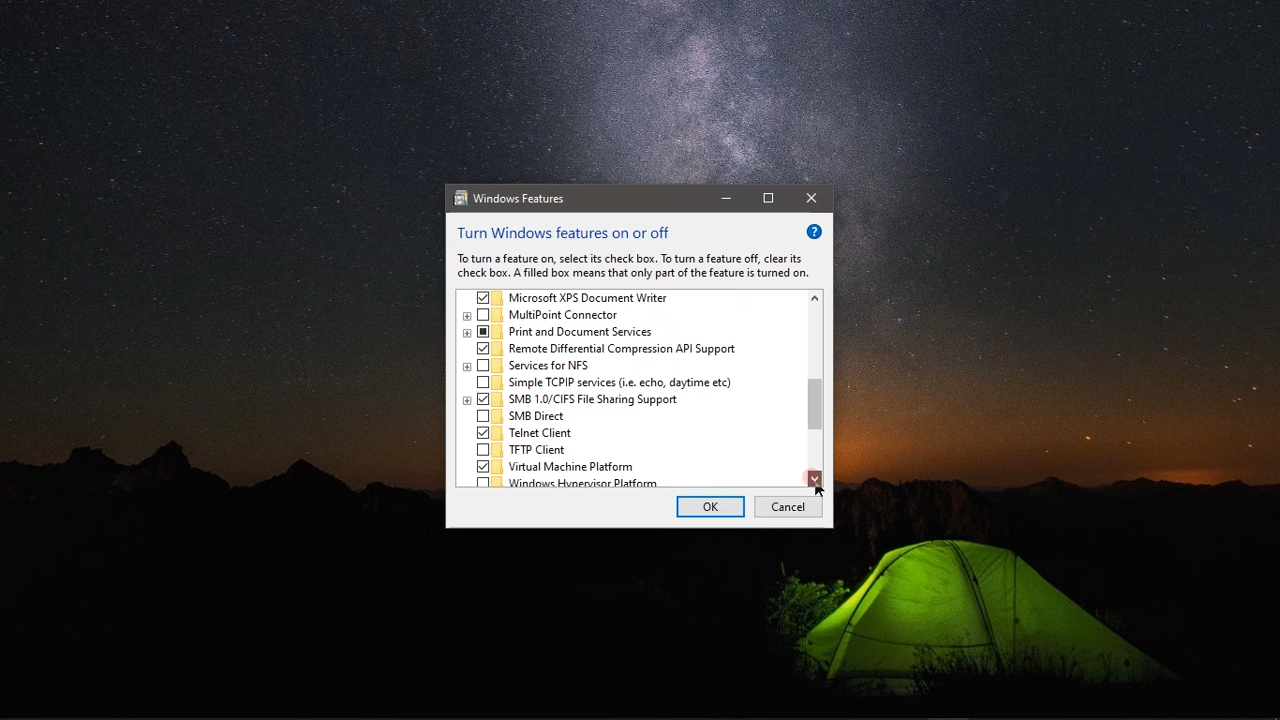 Windows Features
Turn Windows features on or off
?
To turn a feature on, select its check box. To turn a feature off, clear its
check box. A filled box means that only part of the feature is turned on.
Microsoft XPS Document Writer
MultiPoint Connector
Print and Document Services
Remote Differential Compression API Support
Services for NFS
Simple TCPIP services (i.e. echo, daytime etc)
SMB 1.0/CIFS File Sharing Support
SMB Direct
Telnet Client
TFTP Client
Virtual Machine Platform
Windows Hypervisor Platform
OK
Cancel